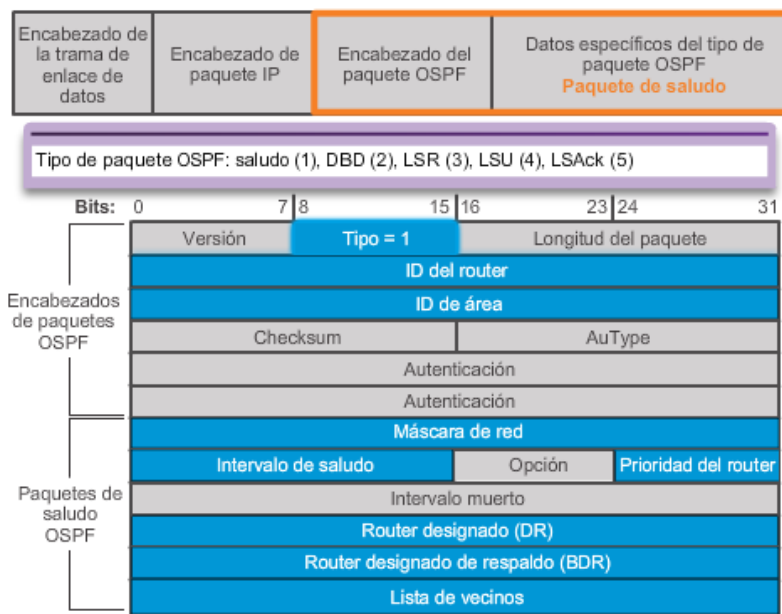 Encabezado de
la trama de
enlace de
datos
Encabezado de
paquete IP
Encabezado del
paquete OSPF
Datos específicos del tipo de
paquete OSPF
Paquete de saludo
Tipo de paquete OSPF: saludo (1), DBD (2), LSR (3), LSU (4), LSAck (5)
Bits: 0 7 8 15 16 23 24 31
Encabezados
de paquetes
OSPF
Versión Tipo = 1 Longitud del paquete
ID del router
ID de área
Checksum AuType
Autenticación
Autenticación
Paquetes de
saludo
OSPF
Máscara de red
Intervalo de saludo Opción Prioridad del router
Intervalo muerto
Router designado (DR)
Router designado de respaldo (BDR)
Lista de vecinos